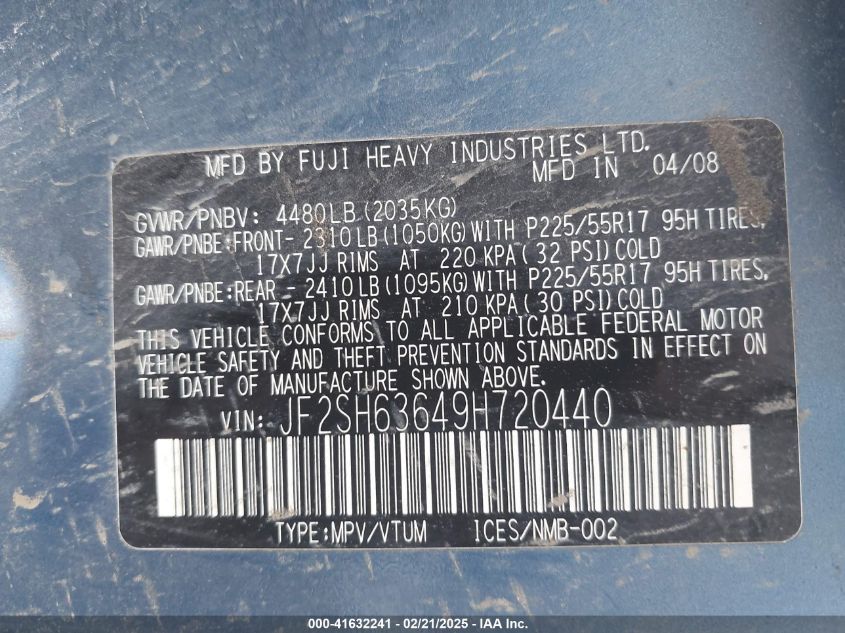 MFD BY FUJI HEAVY INDUSTRIES LTD.
MFD IN 04/08
GVWR/PNBV: 4480LB (2035KG)
GAWR/PNBE:FRONT- 2310LB(1050KG)WITH P225/55R17 95H TIRES,
17X7JJ RIMS AT 220 KPA(32 PSI)COLD
GAWR/PNBE:REAR - 2410LB(1095KG)WITH P225/55R17 95H TIRES,
17X7JJ RIMS AT 210 KPA(30 PSI)COLD
THIS VEHICLE CONFORMS TO ALL APPLICABLE FEDERAL MOTOR
VEHICLE SAFETY AND THEFT PREVENTION STANDARDS IN EFFECT ON
THE DATE OF MANUFACTURE SHOWN ABOVE.
VIN: JF2SH63649H720440
TYPE:MPV/VTUM ICES/NMB-002
000-41632241 - 02/21/2025 - IAA Inc.